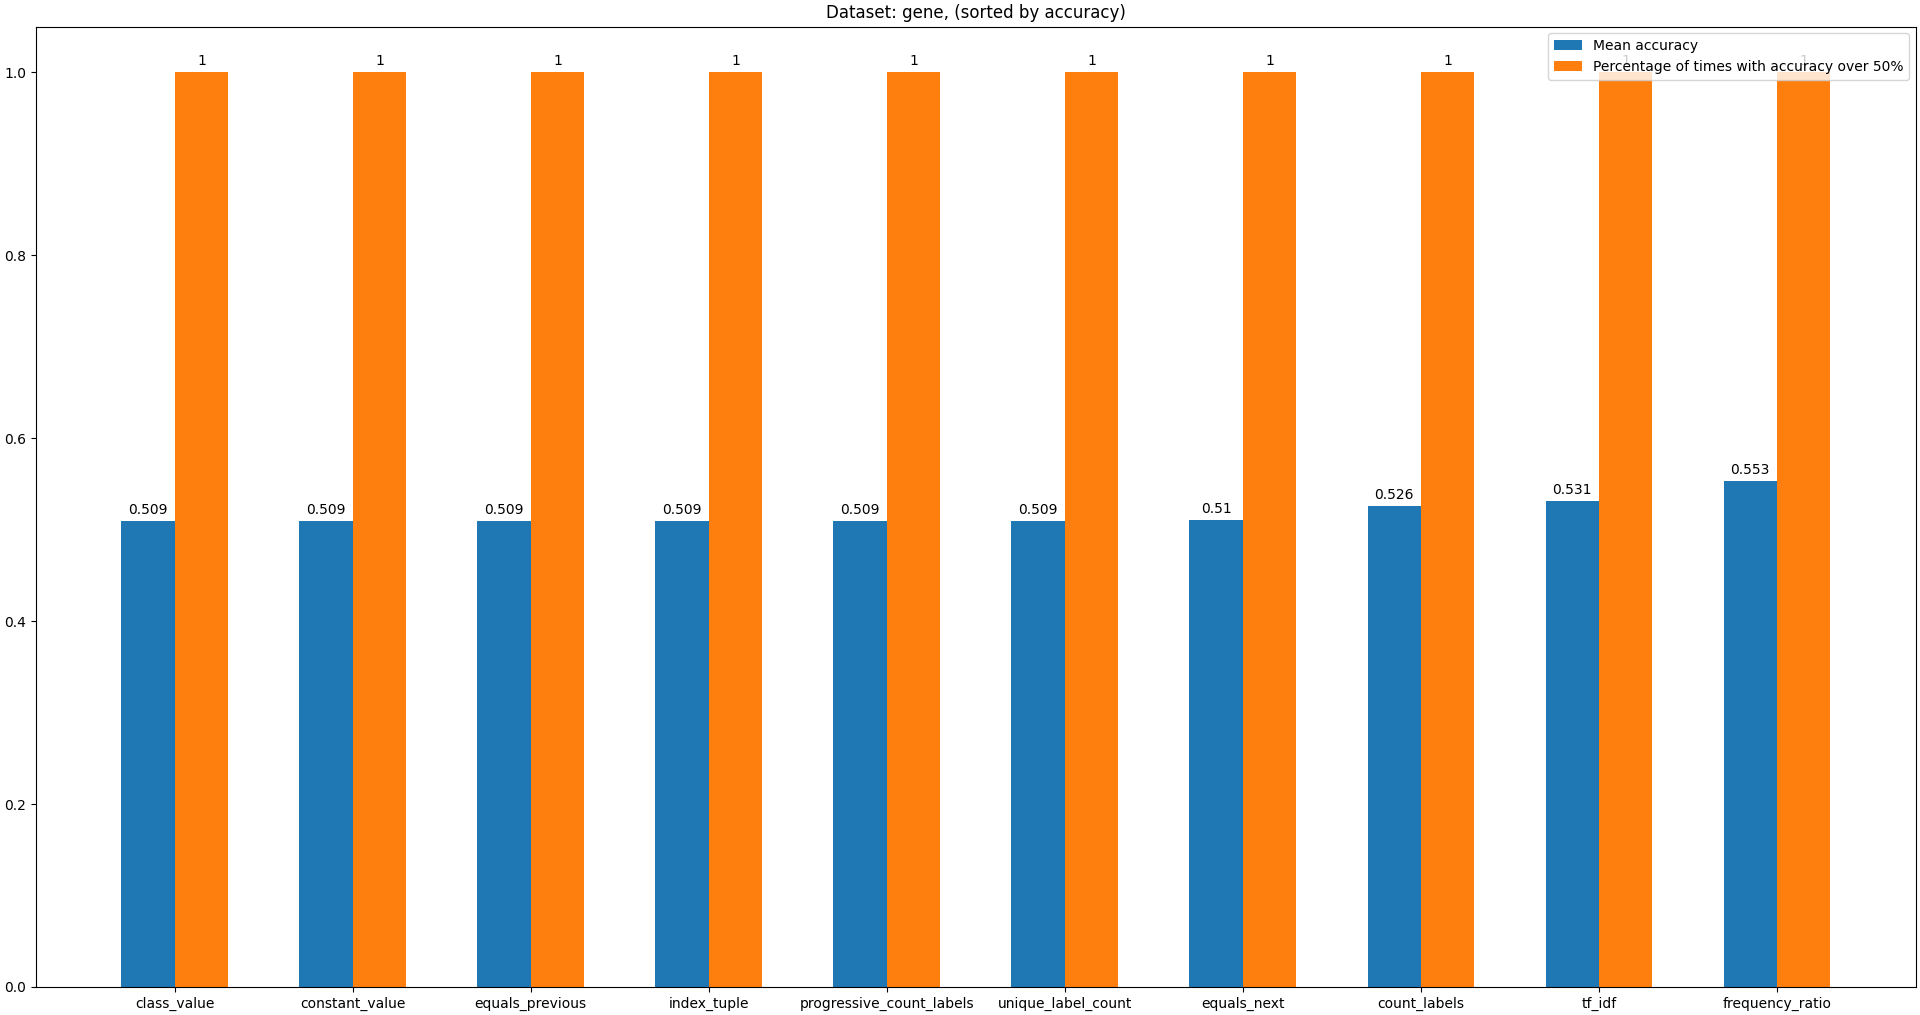 Dataset: gene, (sorted by accuracy)
Mean accuracy
Percentage of times with accuracy over 50%
1 1 1 1 1 1 1 1 1 1
1.0
0.8
0.6
0.4
0.2
0.0
0.509 0.509 0.509 0.509 0.509 0.509 0.51 0.526 0.531 0.553
class_value constant_value equals_previous index_tuple progressive_count_labels unique_label_count equals_next count_labels tf_idf frequency_ratio